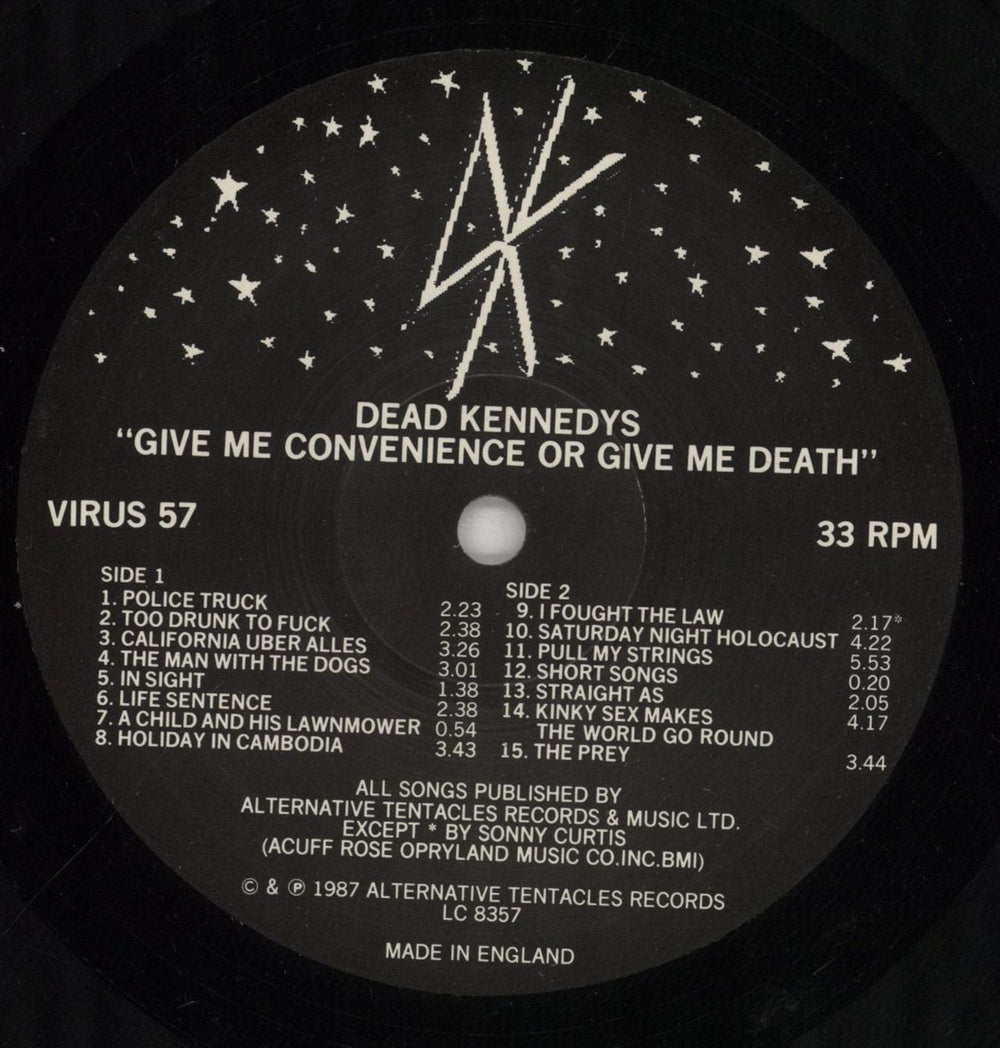 DEAD KENNEDYS
"GIVE ME CONVENIENCE OR GIVE ME DEATH"
VIRUS 57
33 RPM
SIDE 1
1. POLICE TRUCK 2.23
2. TOO DRUNK TO FUCK 2.38
3. CALIFORNIA UBER ALLES 3.26
4. THE MAN WITH THE DOGS 3.01
5. IN SIGHT 1.38
6. LIFE SENTENCE 2.38
7. A CHILD AND HIS LAWNMOWER 0.54
8. HOLIDAY IN CAMBODIA 3.43
SIDE 2
9. I FOUGHT THE LAW 2.17*
10. SATURDAY NIGHT HOLOCAUST 4.22
11. PULL MY STRINGS 5.53
12. SHORT SONGS 0.20
13. STRAIGHT AS 2.05
14. KINKY SEX MAKES 4.17
THE WORLD GO ROUND
15. THE PREY 3.44
ALL SONGS PUBLISHED BY
ALTERNATIVE TENTACLES RECORDS & MUSIC LTD.
EXCEPT * BY SONNY CURTIS
(ACUFF ROSE OPRYLAND MUSIC CO.INC.BMI)
© & ℗ 1987 ALTERNATIVE TENTACLES RECORDS
LC 8357
MADE IN ENGLAND